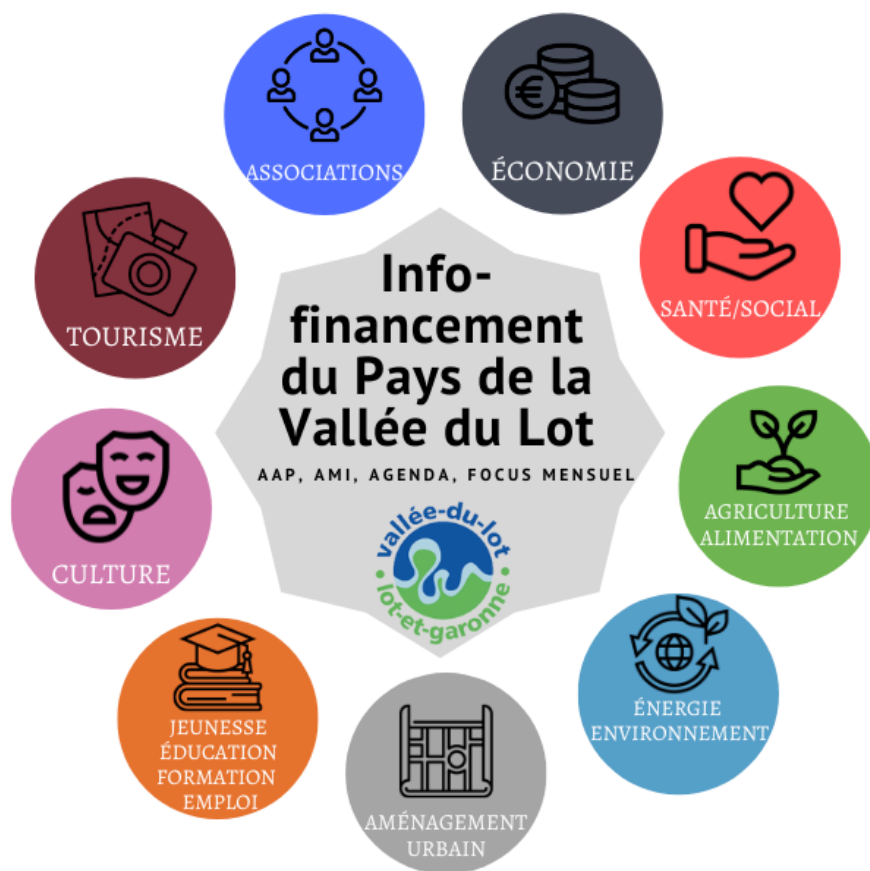 ASSOCIATIONS
ÉCONOMIE
TOURISME
SANTÉ/SOCIAL
Info-
financement
du Pays de la
Vallée du Lot
AAP, AMI, AGENDA, FOCUS MENSUEL
vallée-du-lot
lot-et-garonne
CULTURE
AGRICULTURE
ALIMENTATION
JEUNESSE
ÉDUCATION
FORMATION
EMPLOI
ÉNERGIE
ENVIRONNEMENT
AMÉNAGEMENT
URBAIN